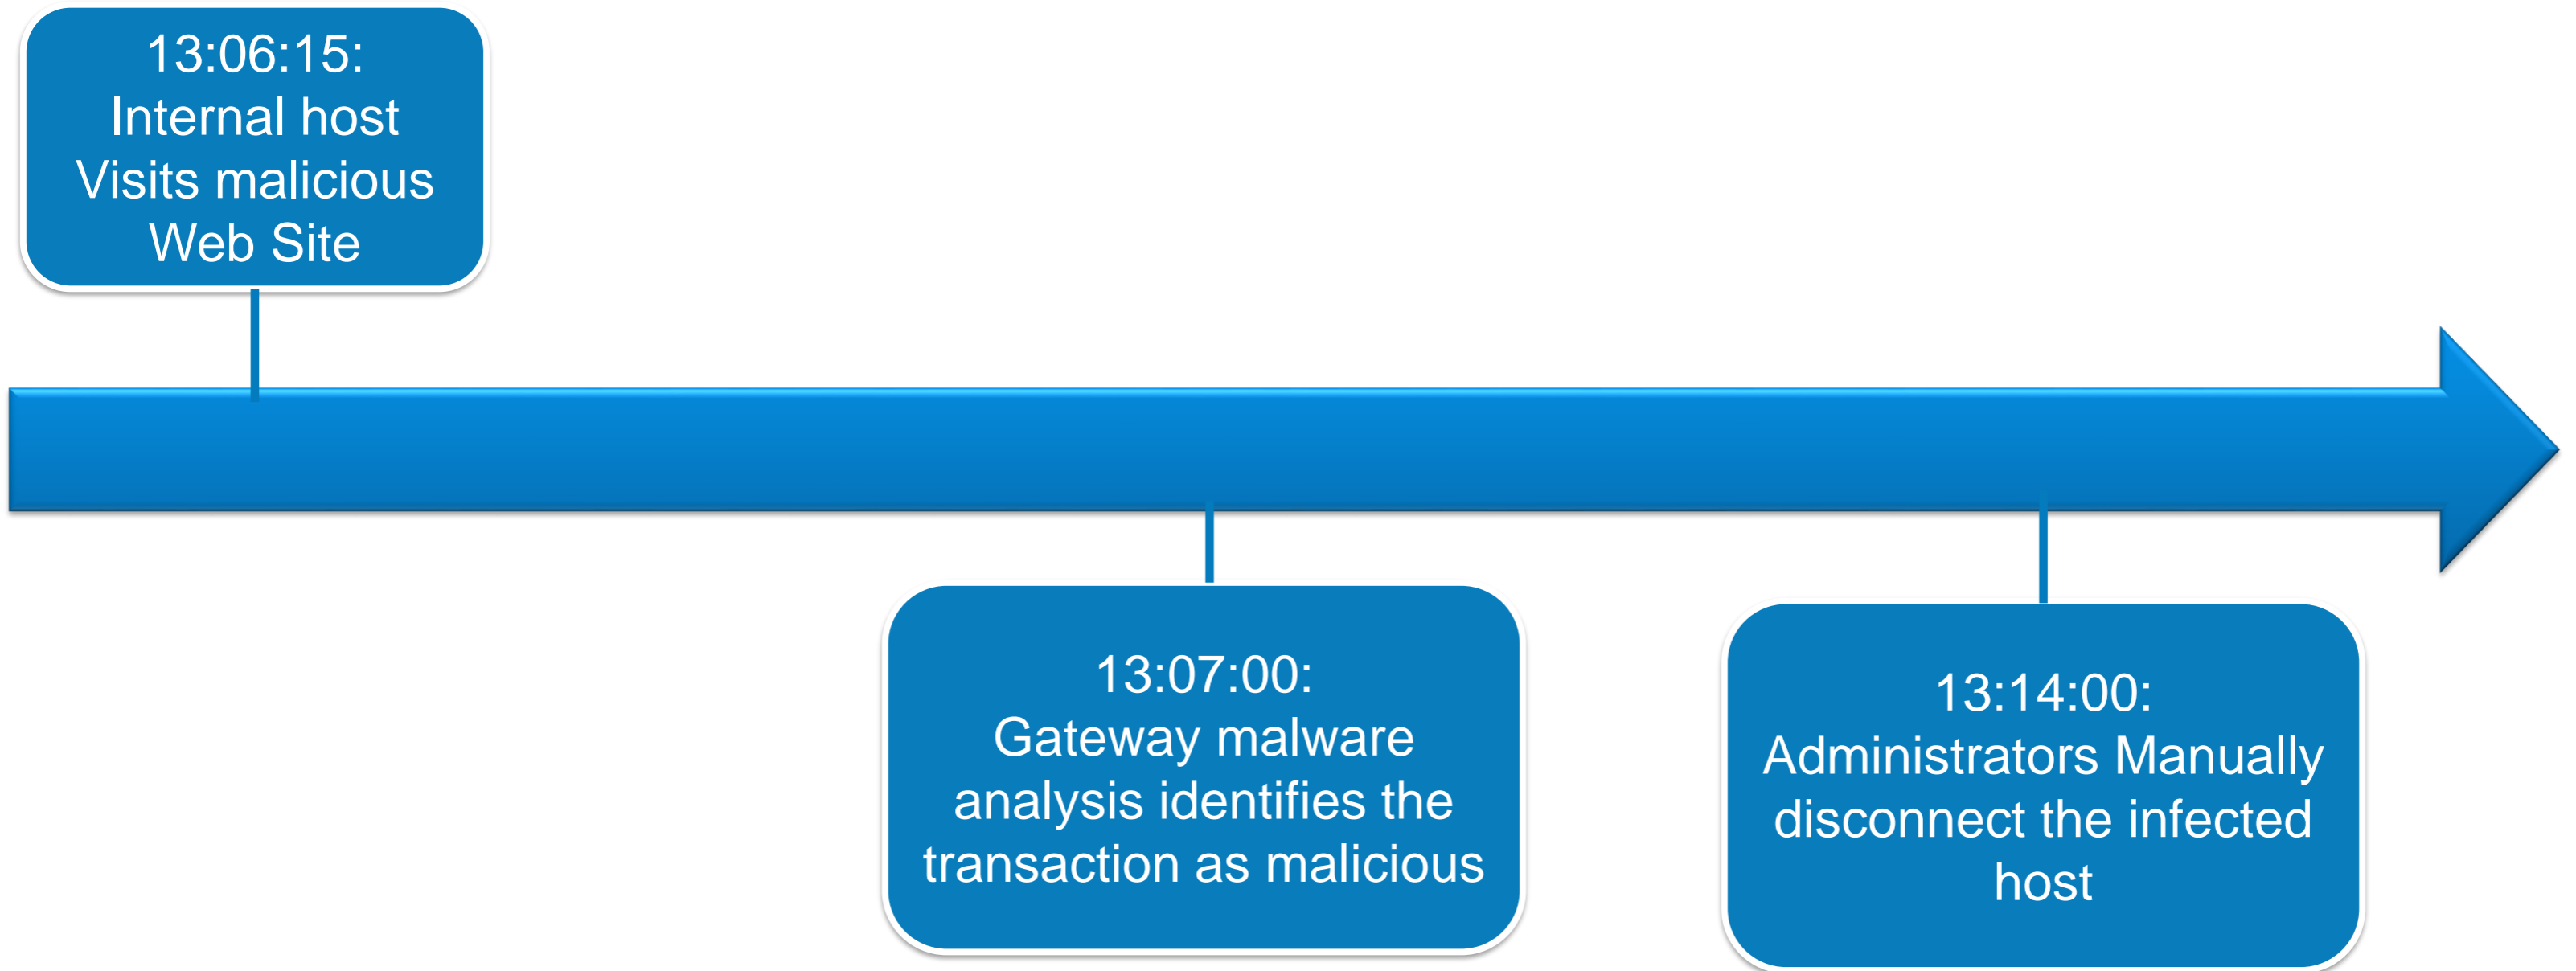 13:06:15:
Internal host
Visits malicious
Web Site
13:07:00:
Gateway malware
analysis identifies the
transaction as malicious
13:14:00:
Administrators Manually
disconnect the infected
host